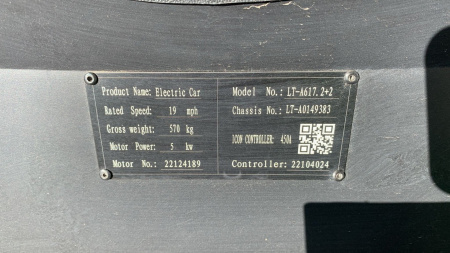 Product Name: Electric Car
Rated Speed: 19 mph
Gross weight: 570 kg
Motor Power: 5 kw
Motor No.: 22124189
Model No.: LT-A617.2+2
Chassis No.: LT-A0149383
ICON CONTROLLER: 450A
Controller: 22104024